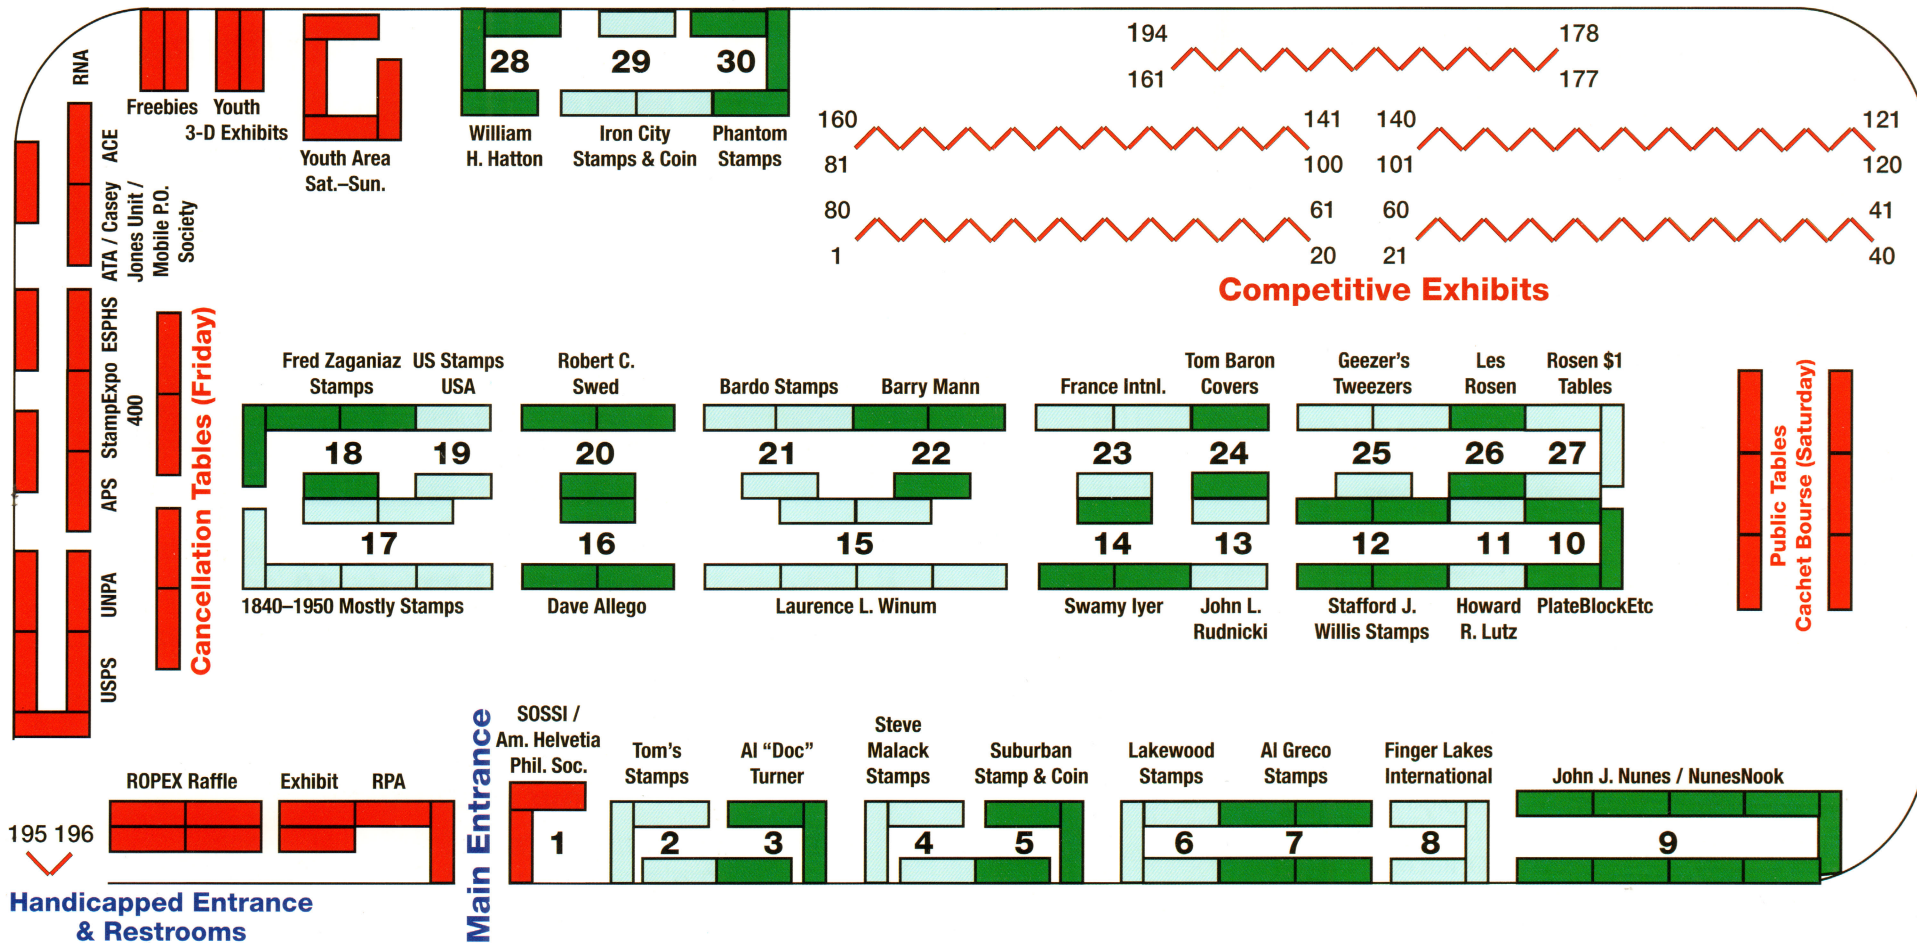 194
178
161
177
RNA
Freebies
Youth
3-D Exhibits
Youth Area
Sat.–Sun.
28
29
30
William
H. Hatton
Iron City
Stamps & Coin
Phantom
Stamps
160
141
140
121
81
100
101
120
80
61
60
41
1
20
21
40
Competitive Exhibits
ACE
ATA / Casey
Jones Unit /
Mobile P.O.
Society
ESPHS
StampExpo
400
APS
UNPA
USPS
Cancellation Tables (Friday)
Fred Zaganiaz
Stamps
US Stamps
USA
Robert C.
Swed
Bardo Stamps
Barry Mann
France Intnl.
Tom Baron
Covers
Geezer’s
Tweezers
Les
Rosen
Rosen $1
Tables
18
19
20
21
22
23
24
25
26
27
17
16
15
14
13
12
11
10
1840–1950 Mostly Stamps
Dave Allego
Laurence L. Winum
Swamy Iyer
John L.
Rudnicki
Stafford J.
Willis Stamps
Howard
R. Lutz
PlateBlockEtc
Public Tables
Cachet Bourse (Saturday)
ROPEX Raffle
Exhibit
RPA
195 196
Handicapped Entrance
& Restrooms
Main Entrance
SOSSI /
Am. Helvetia
Phil. Soc.
Tom’s
Stamps
Al “Doc”
Turner
Steve
Malack
Stamps
Suburban
Stamp & Coin
Lakewood
Stamps
Al Greco
Stamps
Finger Lakes
International
John J. Nunes / NunesNook
1
2
3
4
5
6
7
8
9